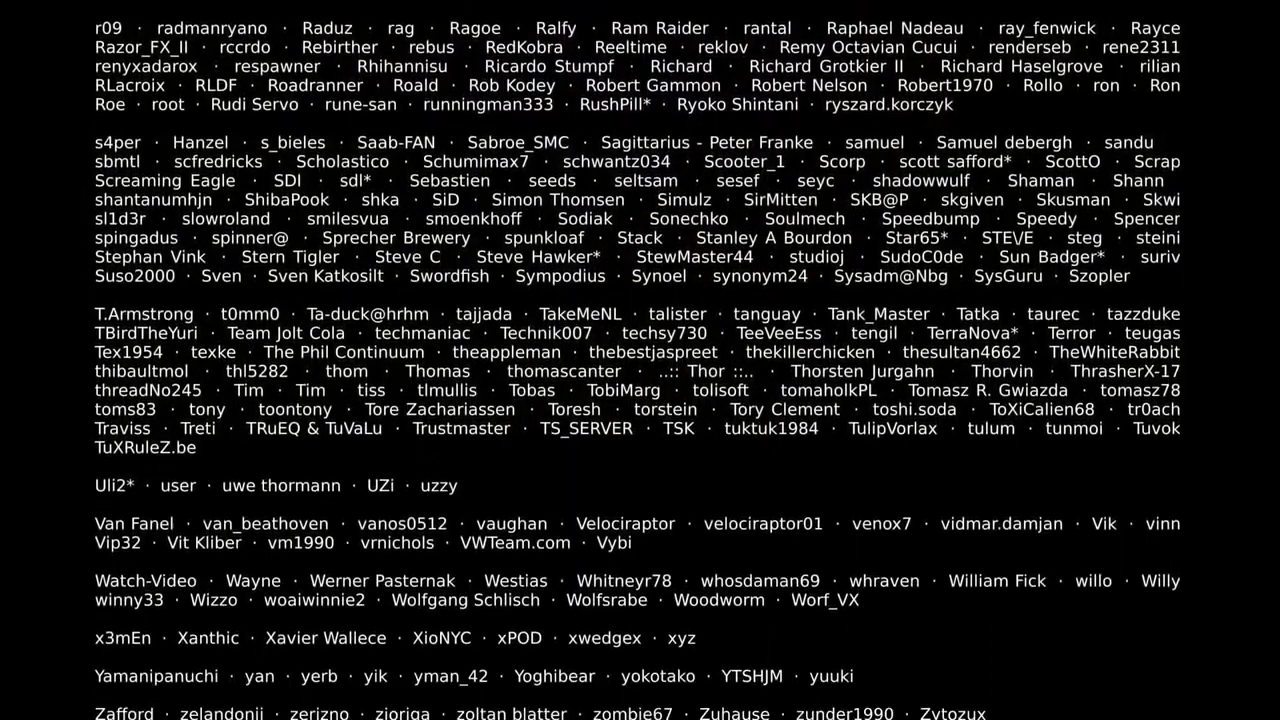 r09 · radmanryano · Raduz · rag · Ragoe · Ralfy · Ram Raider · rantal · Raphael Nadeau · ray_fenwick · Rayce
Razor_FX_II · rccrdo · Rebirther · rebus · RedKobra · Reeltime · reklov · Remy Octavian Cucui · renderseb · rene2311
renyxadarox · respawner · Rhihannisu · Ricardo Stumpf · Richard · Richard Grotkier II · Richard Haselgrove · rilian
RLacroix · RLDF · Roadranner · Roald · Rob Kodey · Robert Gammon · Robert Nelson · Robert1970 · Rollo · ron · Ron
Roe · root · Rudi Servo · rune-san · runningman333 · RushPill* · Ryoko Shintani · ryszard.korczyk
s4per · Hanzel · s_bieles · Saab-FAN · Sabroe_SMC · Sagittarius - Peter Franke · samuel · Samuel debergh · sandu
sbmtl · scfredricks · Scholastico · Schumimax7 · schwantz034 · Scooter_1 · Scorp · scott safford* · ScottO · Scrap
Screaming Eagle · SDI · sdl* · Sebastien · seeds · seltsam · sesef · seyc · shadowwulf · Shaman · Shann
shantanumhjn · ShibaPook · shka · SiD · Simon Thomsen · Simulz · SirMitten · SKB@P · skgiven · Skusman · Skwi
sl1d3r · slowroland · smilesvua · smoenkhoff · Sodiak · Sonechko · Soulmech · Speedbump · Speedy · Spencer
spingadus · spinner@ · Sprecher Brewery · spunkloaf · Stack · Stanley A Bourdon · Star65* · STE\/E · steg · steini
Stephan Vink · Stern Tigler · Steve C · Steve Hawker* · StewMaster44 · studioj · SudoC0de · Sun Badger* · suriv
Suso2000 · Sven · Sven Katkosilt · Swordfish · Sympodius · Synoel · synonym24 · Sysadm@Nbg · SysGuru · Szopler
T.Armstrong · t0mm0 · Ta-duck@hrhm · tajjada · TakeMeNL · talister · tanguay · Tank_Master · Tatka · taurec · tazzduke
TBirdTheYuri · Team Jolt Cola · techmaniac · Technik007 · techsy730 · TeeVeeEss · tengil · TerraNova* · Terror · teugas
Tex1954 · texke · The Phil Continuum · theappleman · thebestjaspreet · thekillerchicken · thesultan4662 · TheWhiteRabbit
thibaultmol · thl5282 · thom · Thomas · thomascanter · ..:: Thor ::.. · Thorsten Jurgahn · Thorvin · ThrasherX-17
threadNo245 · Tim · Tim · tiss · tlmullis · Tobas · TobiMarg · tolisoft · tomaholkPL · Tomasz R. Gwiazda · tomasz78
toms83 · tony · toontony · Tore Zachariassen · Toresh · torstein · Tory Clement · toshi.soda · ToXiCalien68 · tr0ach
Traviss · Treti · TRuEQ & TuVaLu · Trustmaster · TS_SERVER · TSK · tuktuk1984 · TulipVorlax · tulum · tunmoi · Tuvok
TuXRuleZ.be
Uli2* · user · uwe thormann · UZi · uzzy
Van Fanel · van_beathoven · vanos0512 · vaughan · Velociraptor · velociraptor01 · venox7 · vidmar.damjan · Vik · vinn
Vip32 · Vit Kliber · vm1990 · vrnichols · VWTeam.com · Vybi
Watch-Video · Wayne · Werner Pasternak · Westias · Whitneyr78 · whosdaman69 · whraven · William Fick · willo · Willy
winny33 · Wizzo · woaiwinnie2 · Wolfgang Schlisch · Wolfsrabe · Woodworm · Worf_VX
x3mEn · Xanthic · Xavier Wallece · XioNYC · xPOD · xwedgex · xyz
Yamanipanuchi · yan · yerb · yik · yman_42 · Yoghibear · yokotako · YTSHJM · yuuki
Zafford · zelandonii · zerizno · zioriga · zoltan blatter · zombie67 · Zuhause · zunder1990 · Zytozux